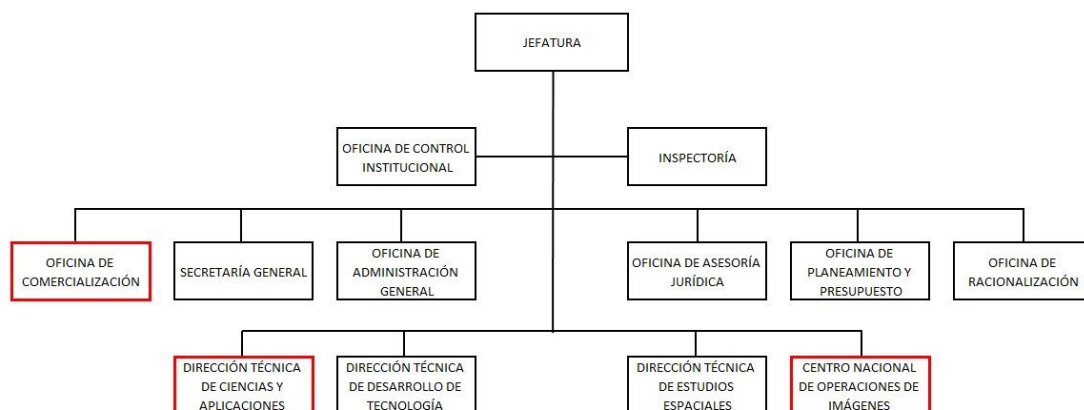 JEFATURA
OFICINA DE CONTROL
INSTITUCIONAL
INSPECTORÍA
OFICINA DE
COMERCIALIZACIÓN
SECRETARÍA GENERAL
OFICINA DE
ADMINISTRACIÓN
GENERAL
OFICINA DE ASESORÍA
JURÍDICA
OFICINA DE
PLANEAMIENTO Y
PRESUPUESTO
OFICINA DE
RACIONALIZACIÓN
DIRECCIÓN TÉCNICA
DE CIENCIAS Y
APLICACIONES
DIRECCIÓN TÉCNICA
DE DESARROLLO DE
TECNOLOGÍA
DIRECCIÓN TÉCNICA
DE ESTUDIOS
ESPACIALES
CENTRO NACIONAL
DE OPERACIONES DE
IMÁGENES